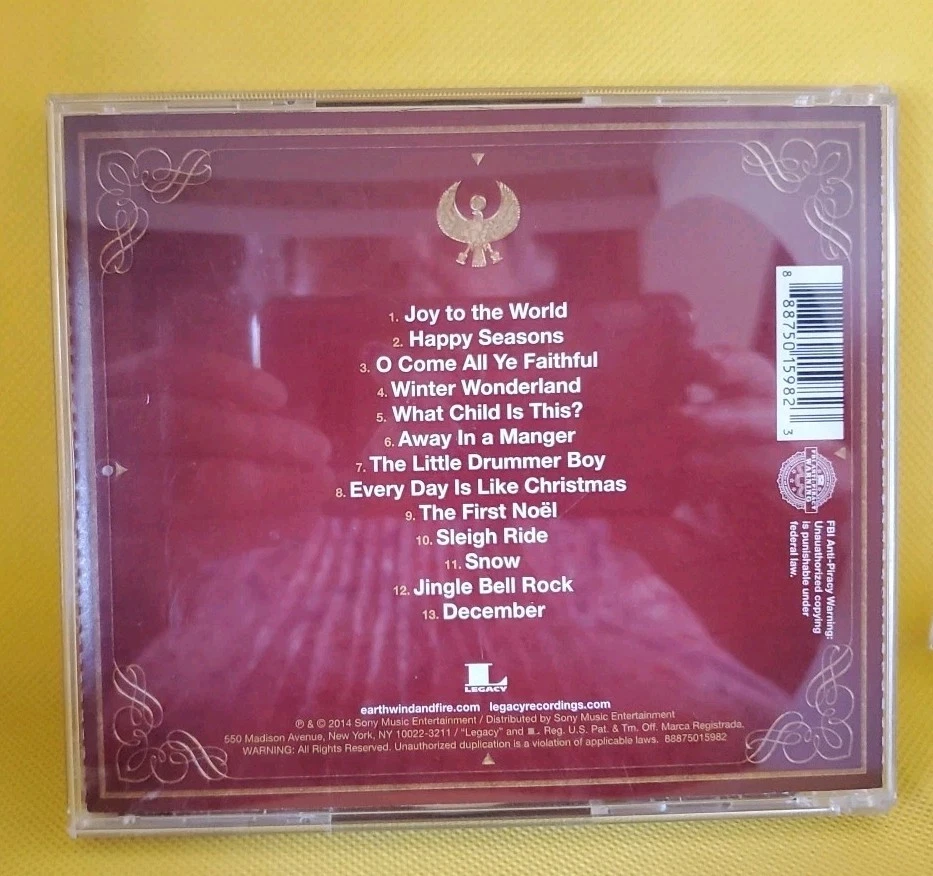 1. Joy to the World
2. Happy Seasons
3. O Come All Ye Faithful
4. Winter Wonderland
5. What Child Is This?
6. Away In a Manger
7. The Little Drummer Boy
8. Every Day Is Like Christmas
9. The First Noël
10. Sleigh Ride
11. Snow
12. Jingle Bell Rock
13. December
L
LEGACY
earthwindandfire.com legacyrecordings.com
℗ & © 2014 Sony Music Entertainment / Distributed by Sony Music Entertainment
550 Madison Avenue, New York, NY 10022-3211 / "Legacy" and L Reg. U.S. Pat. & Tm. Off. Marca Registrada.
WARNING: All Rights Reserved. Unauthorized duplication is a violation of applicable laws. 88875015982
8 88750 15982 3
WARNING
FBI Anti-Piracy Warning:
Unauthorized copying
is punishable under
federal law.